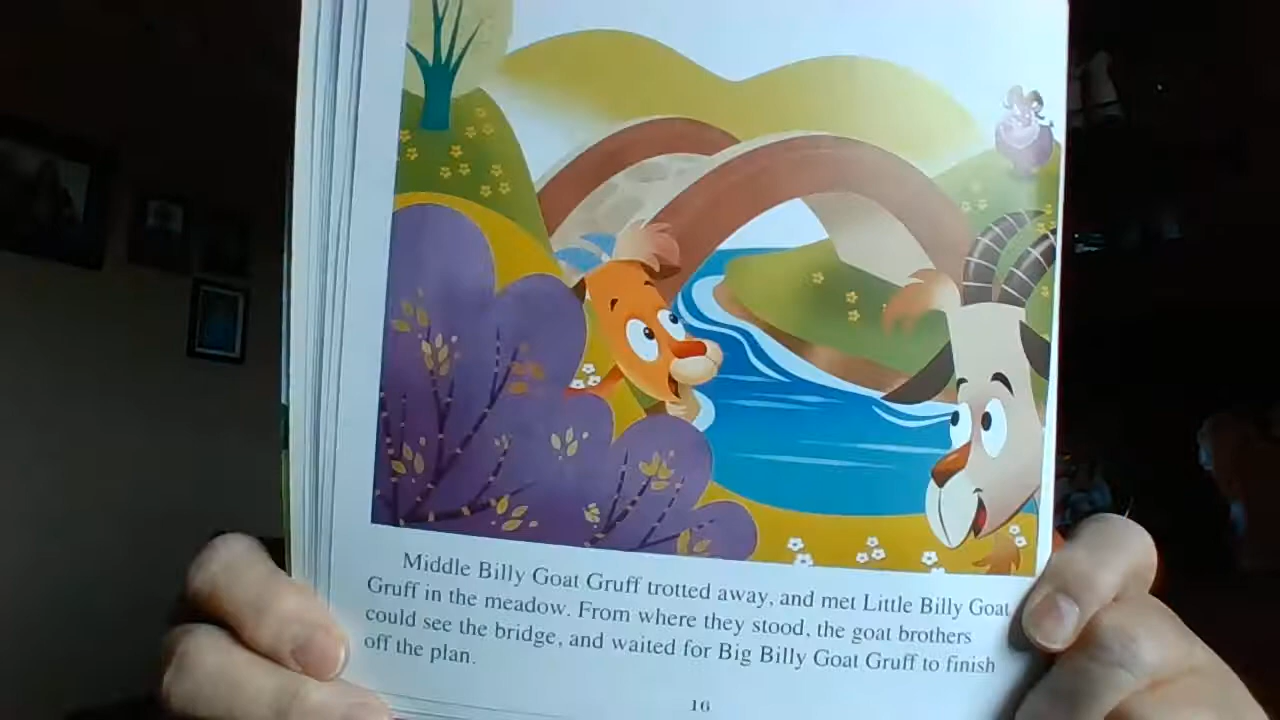 Middle Billy Goat Gruff trotted away, and met Little Billy Goat
Gruff in the meadow. From where they stood, the goat brothers
could see the bridge, and waited for Big Billy Goat Gruff to finish
off the plan.
16